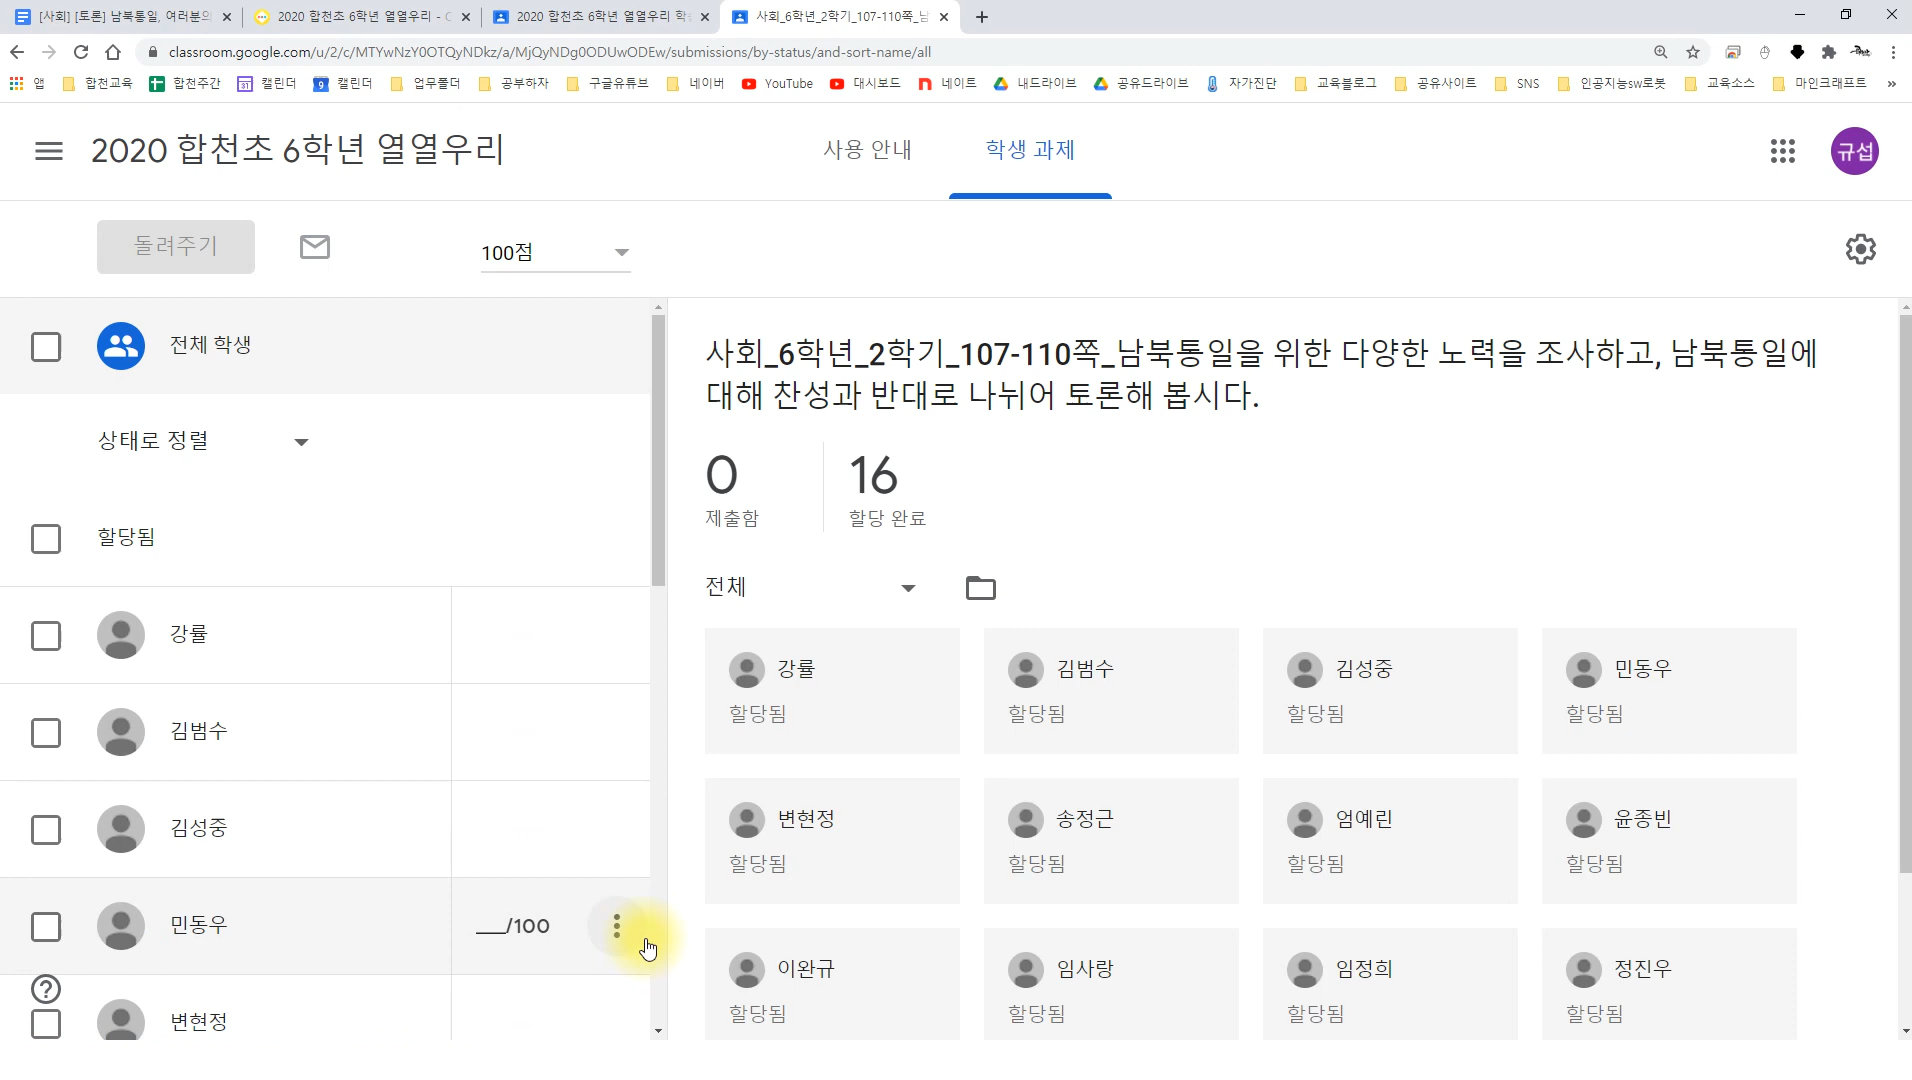 [사회] [토론] 남북통일, 여러분의
2020 합천초 6학년 열열우리 - C
2020 합천초 6학년 열열우리 학
사회_6학년_2학기_107-110쪽_남
classroom.google.com/u/2/c/MTYwNzY0OTQyNDkz/a/MjQyNDg0ODUwODEw/submissions/by-status/and-sort-name/all
앱 합천교육 합천주간 캘린더 캘린더 업무폴더 공부하자 구글유튜브 네이버 YouTube 대시보드 네이트 내드라이브 공유드라이브 자가진단 교육블로그 공유사이트 SNS 인공지능sw로봇 교육소스 마인크래프트 »
2020 합천초 6학년 열열우리
사용 안내
학생 과제
규섭
돌려주기
100점
전체 학생
상태로 정렬
할당됨
강률
김범수
김성중
민동우
___/100
변현정
사회_6학년_2학기_107-110쪽_남북통일을 위한 다양한 노력을 조사하고, 남북통일에
대해 찬성과 반대로 나뉘어 토론해 봅시다.
0
제출함
16
할당 완료
전체
강률 김범수 김성중 민동우
할당됨 할당됨 할당됨 할당됨
변현정 송정근 엄예린 윤종빈
할당됨 할당됨 할당됨 할당됨
이완규 임사랑 임정희 정진우
할당됨 할당됨 할당됨 할당됨